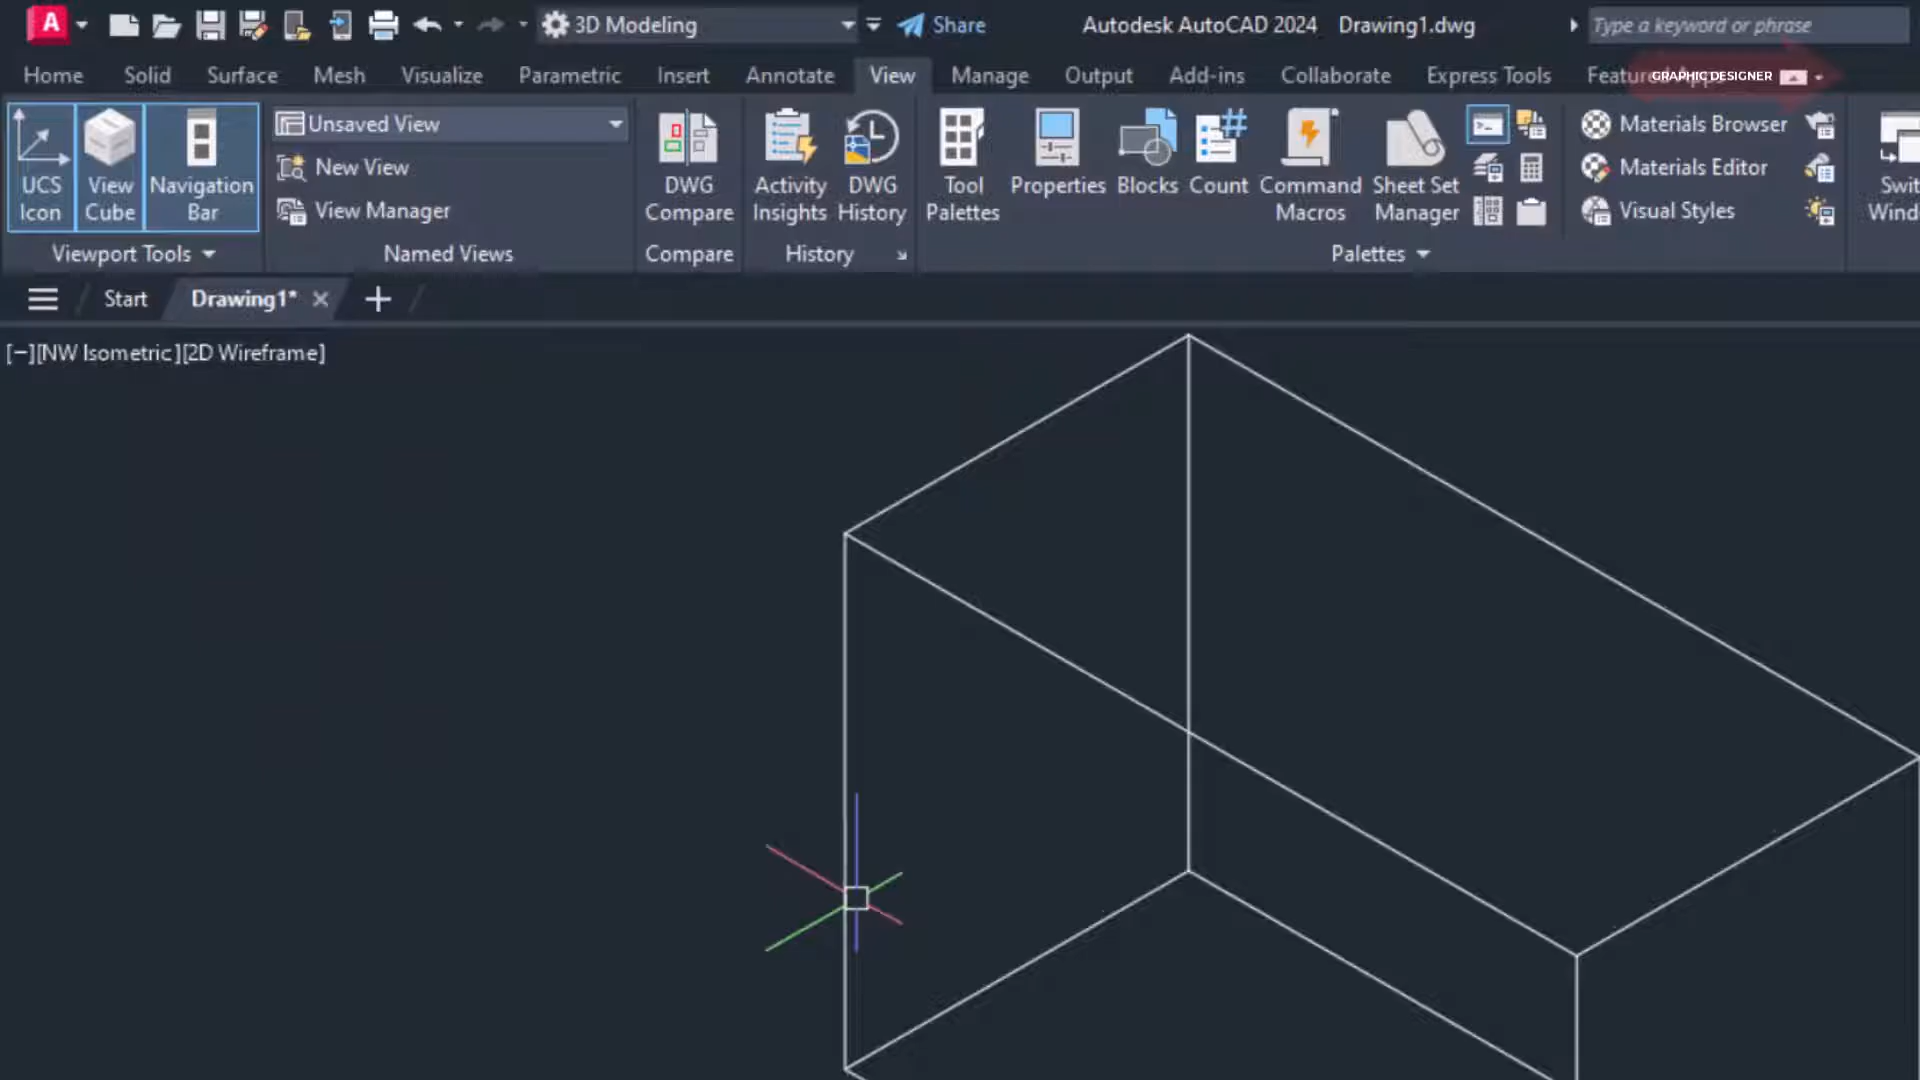 A 3D Modeling Share Autodesk AutoCAD 2024 Drawing1.dwg Type a keyword or phrase
Home Solid Surface Mesh Visualize Parametric Insert Annotate View Manage Output Add-ins Collaborate Express Tools Featured Apps GRAPHIC DESIGNER
UCS Icon
View Cube
Navigation Bar
Unsaved View
New View
View Manager
DWG Compare
Activity Insights
DWG History
Tool Palettes
Properties
Blocks
Count
Command Macros
Sheet Set Manager
Materials Browser
Materials Editor
Visual Styles
Viewport Tools Named Views Compare History Palettes
Start Drawing1*
[−][NW Isometric][2D Wireframe]